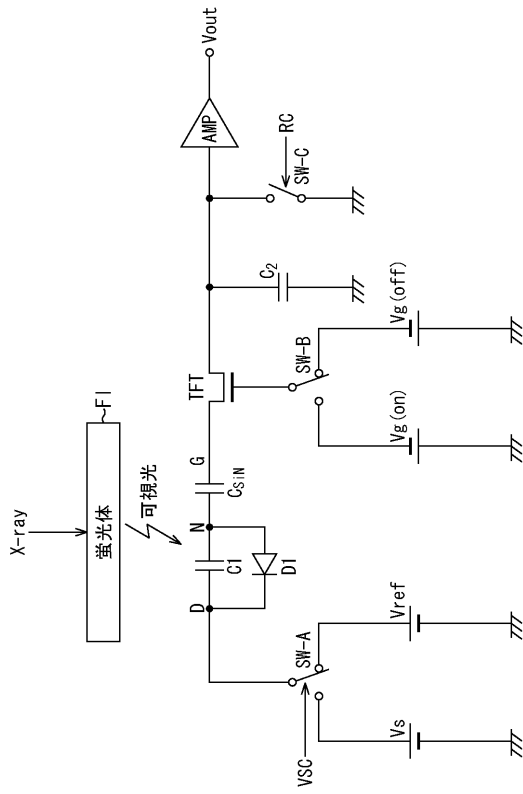 X-ray
蛍光体
FI
可視光
D
N
G
C1
D1
CSiN
TFT
C2
AMP
Vout
RC
SW-C
SW-A
SW-B
VSC
Vs
Vref
Vg(on)
Vg(off)